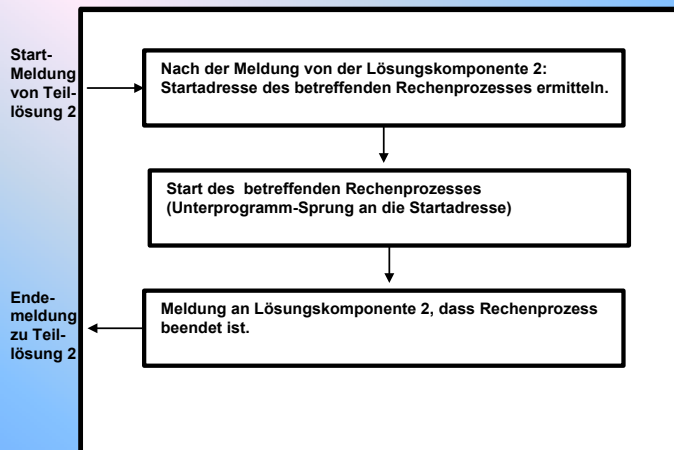 Start-
Meldung
von Teil-
lösung 2
Nach der Meldung von der Lösungskomponente 2:
Startadresse des betreffenden Rechenprozesses ermitteln.
Start des betreffenden Rechenprozesses
(Unterprogramm-Sprung an die Startadresse)
Ende-
meldung
zu Teil-
lösung 2
Meldung an Lösungskomponente 2, dass Rechenprozess
beendet ist.